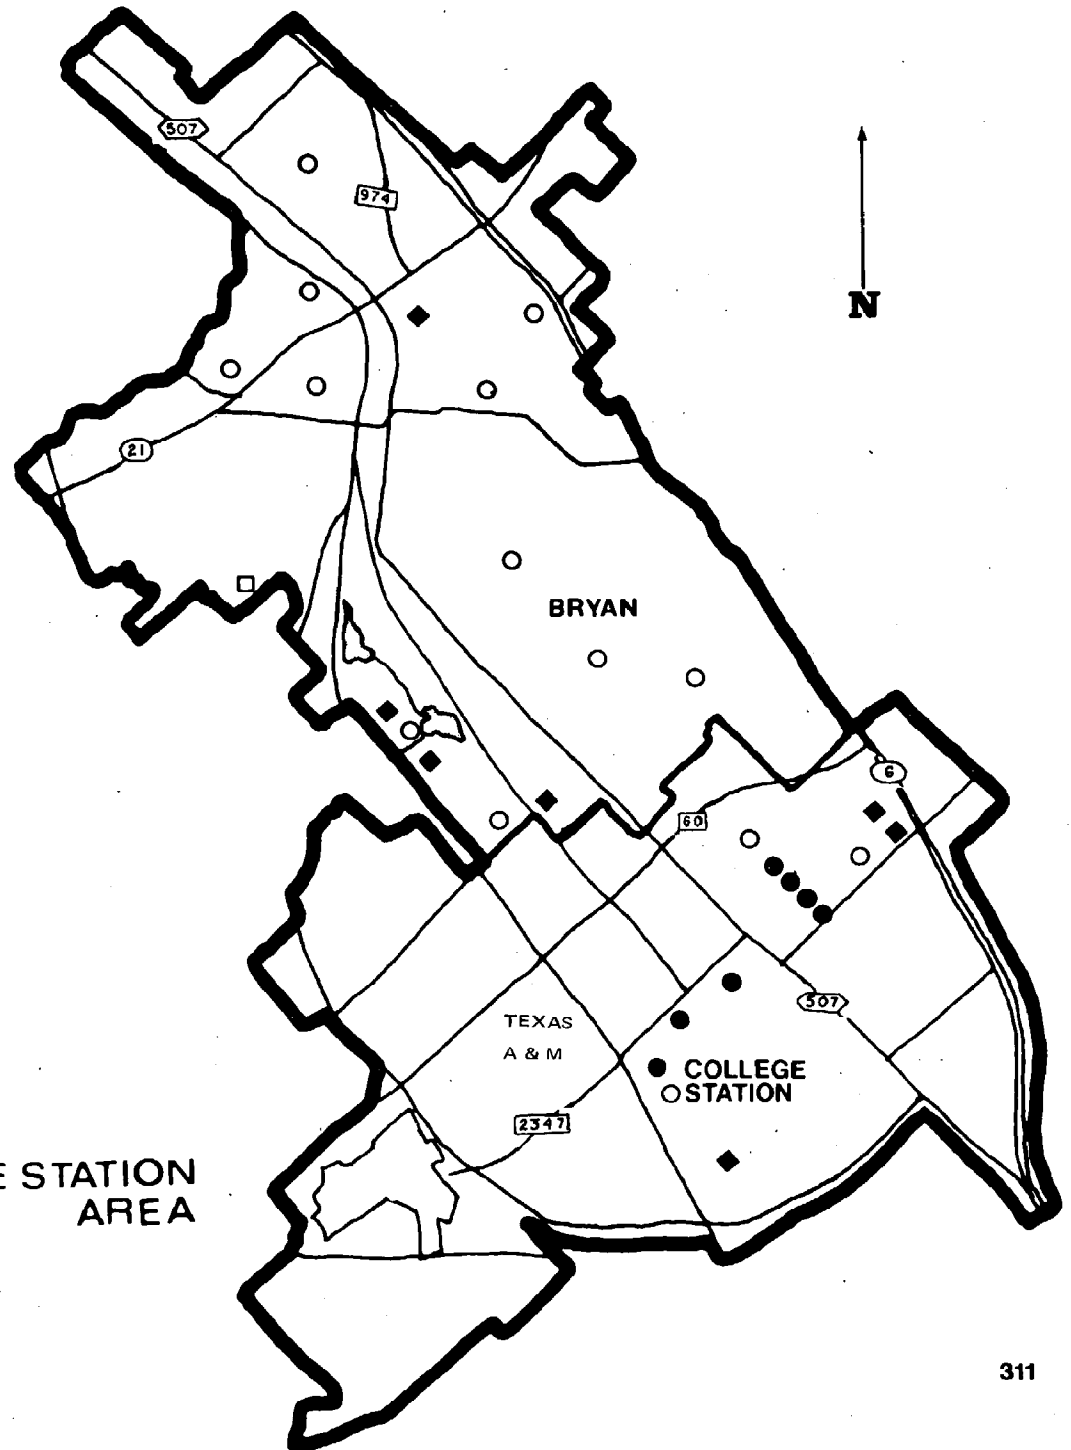 507
974
N
21
BRYAN
6
60
507
TEXAS
A & M
COLLEGE
STATION
2347
E STATION
AREA
311